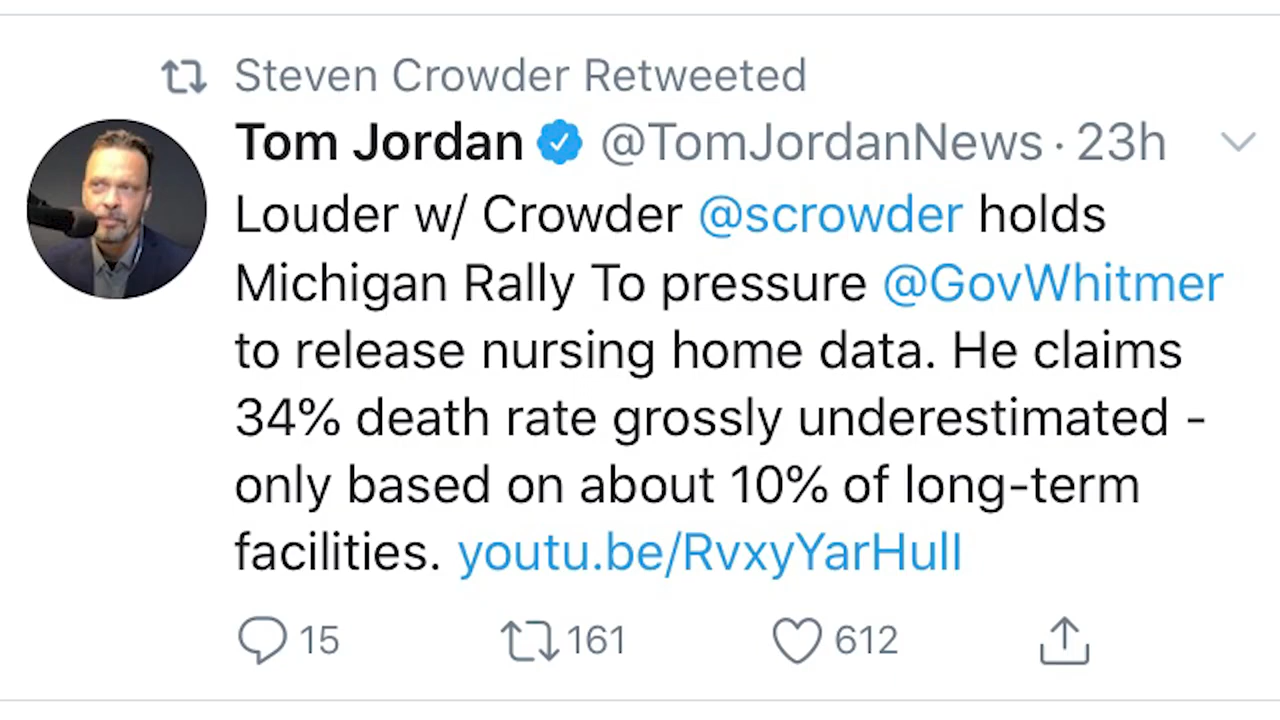 Steven Crowder Retweeted
Tom Jordan @TomJordanNews · 23h
Louder w/ Crowder @scrowder holds
Michigan Rally To pressure @GovWhitmer
to release nursing home data. He claims
34% death rate grossly underestimated -
only based on about 10% of long-term
facilities. youtu.be/RvxyYarHulI
15 161 612